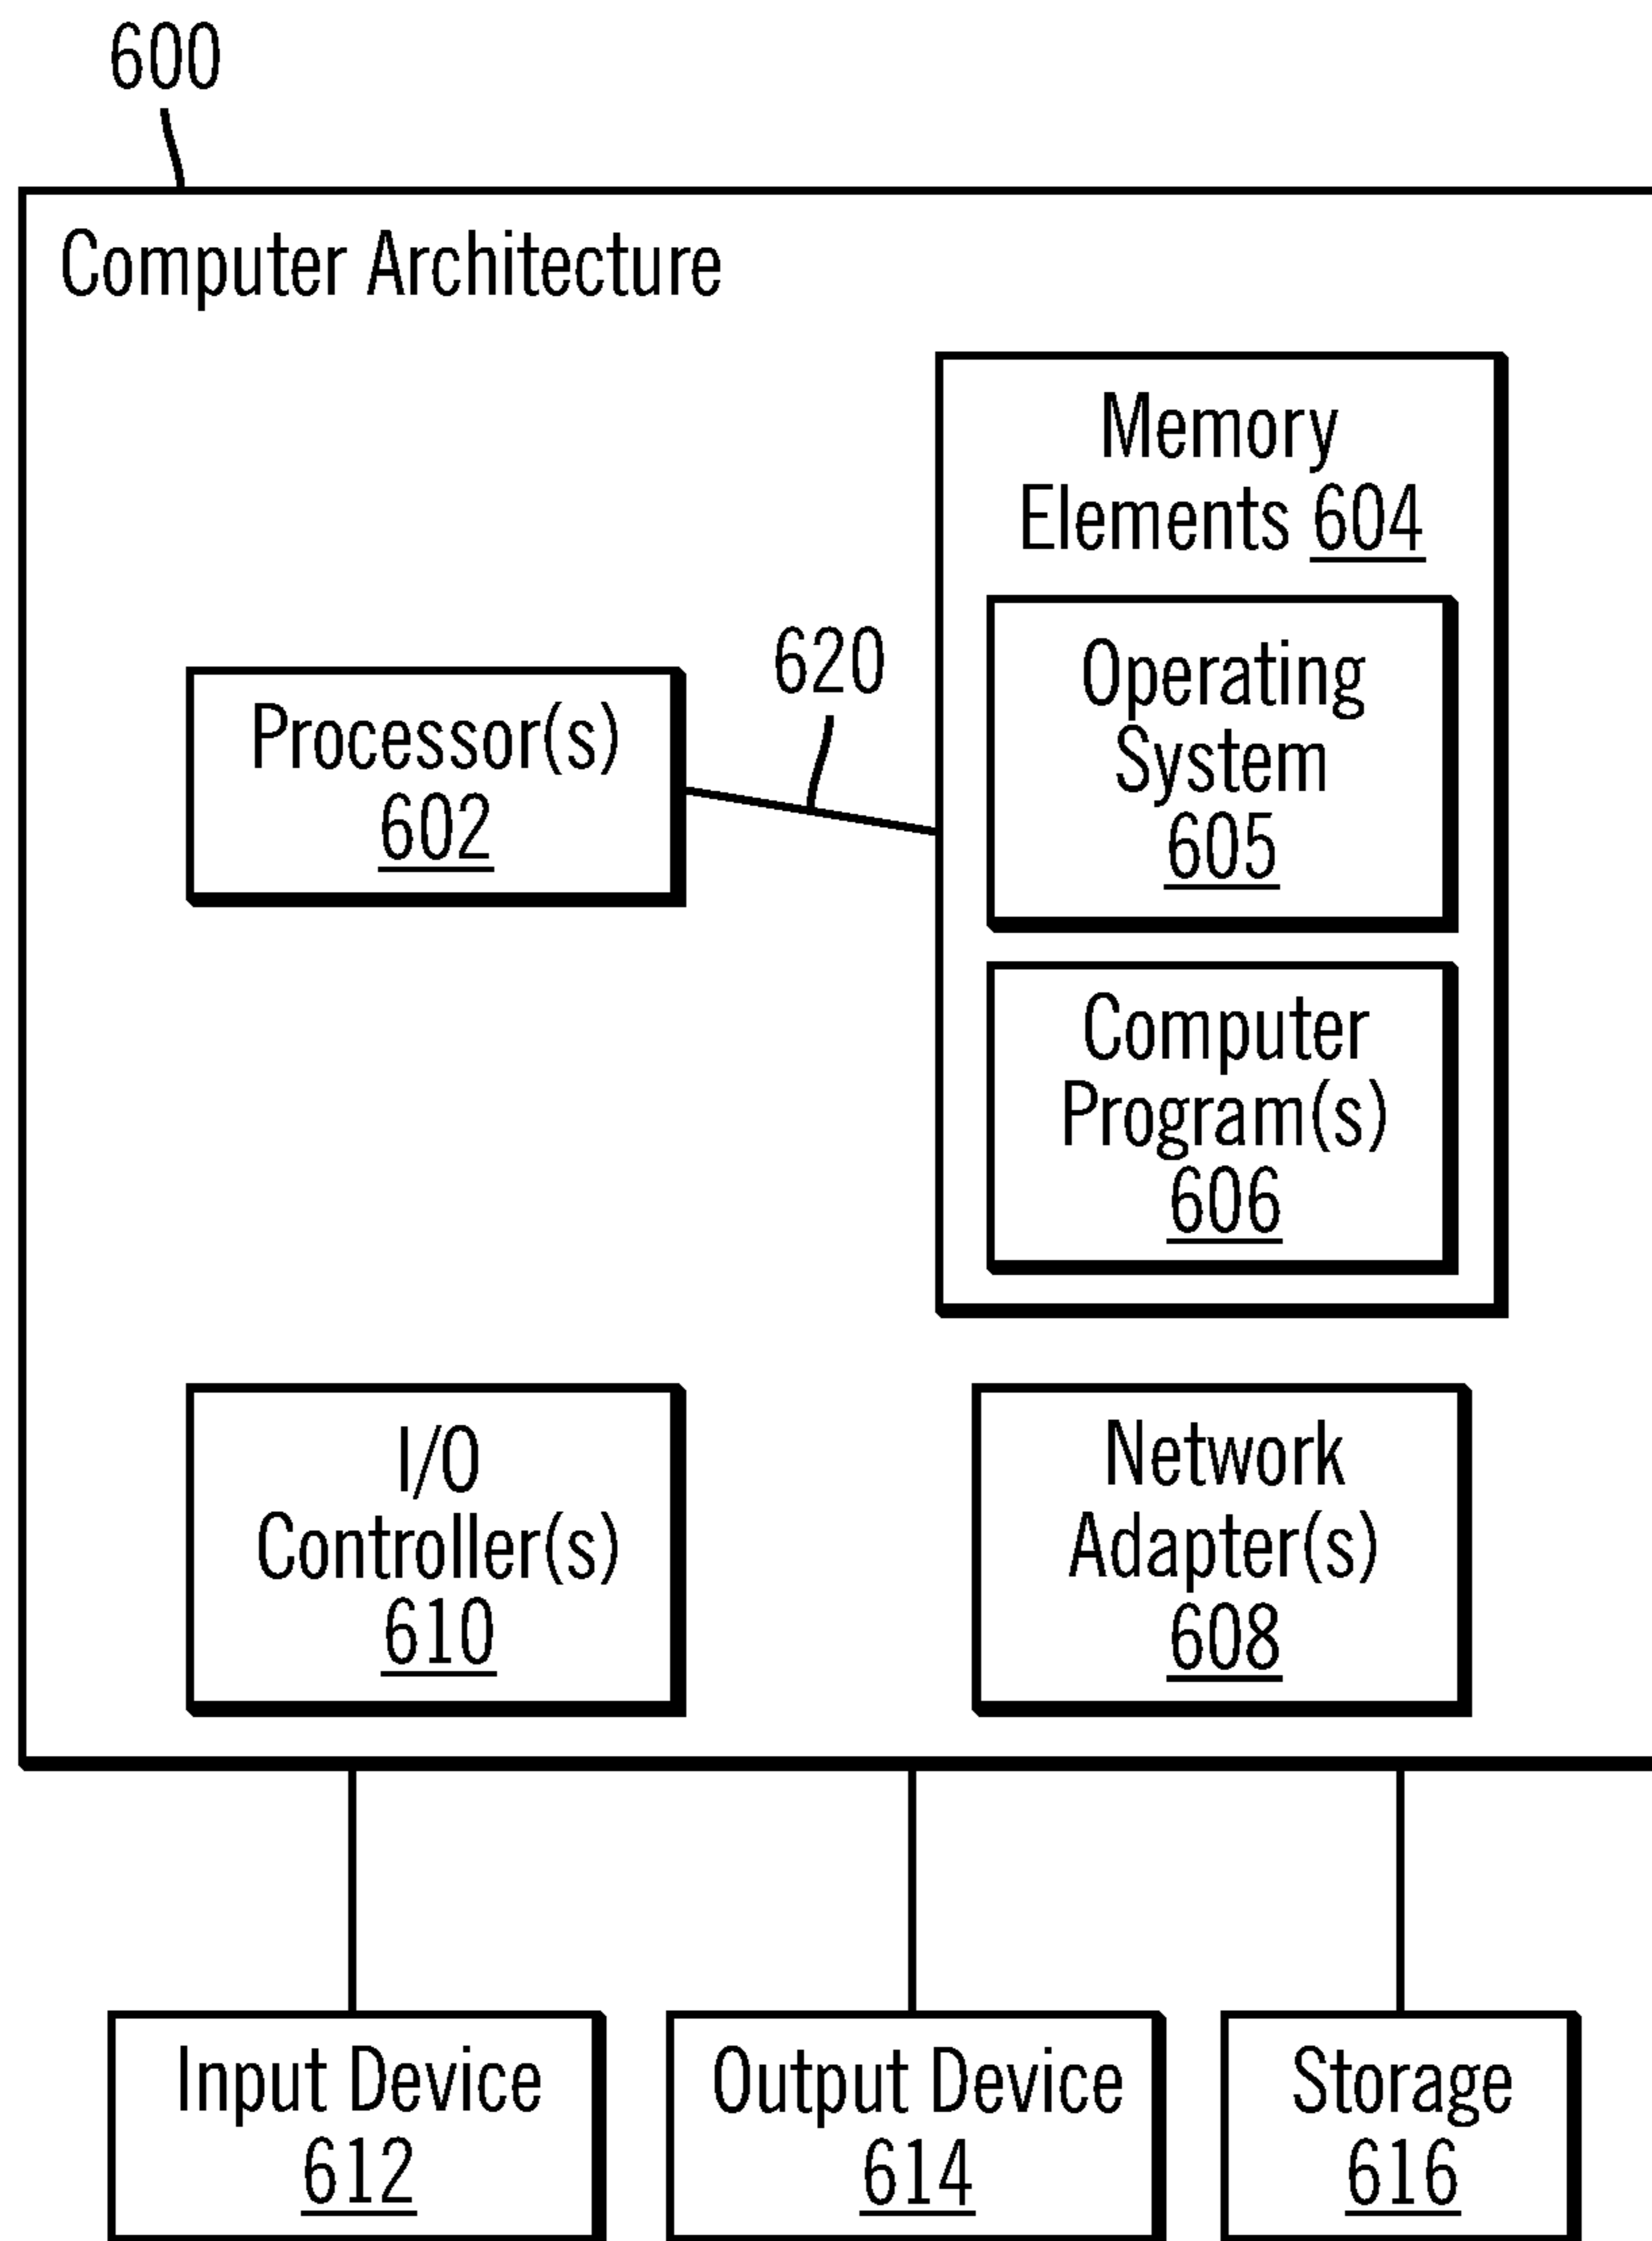 600
Computer Architecture
Memory
Elements 604
Operating
System
605
620
Processor(s)
602
Computer
Program(s)
606
I/O
Controller(s)
610
Network
Adapter(s)
608
Input Device
612
Output Device
614
Storage
616